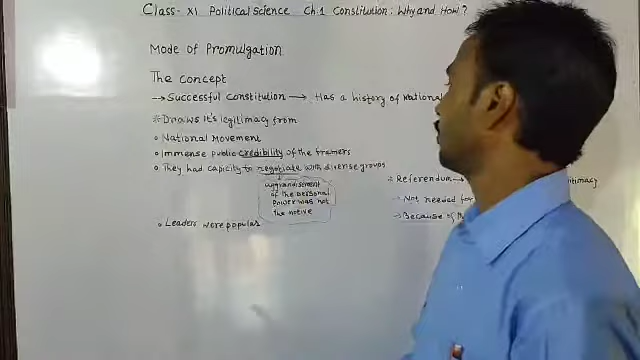 Class - XI Political Science Ch.1 Constitution: Why and How?
Mode of Promulgation
The concept
→ Successful Constitution → Has a history of National
* Draws it's legitimacy from
• National Movement
• Immense public credibility of the framers
• They had capacity to negotiate with diverse groups
aggrandisement
of the personal
Power was not
the motive
• Leaders were popular
* Referendum →
→ Not needed for
→ Because of